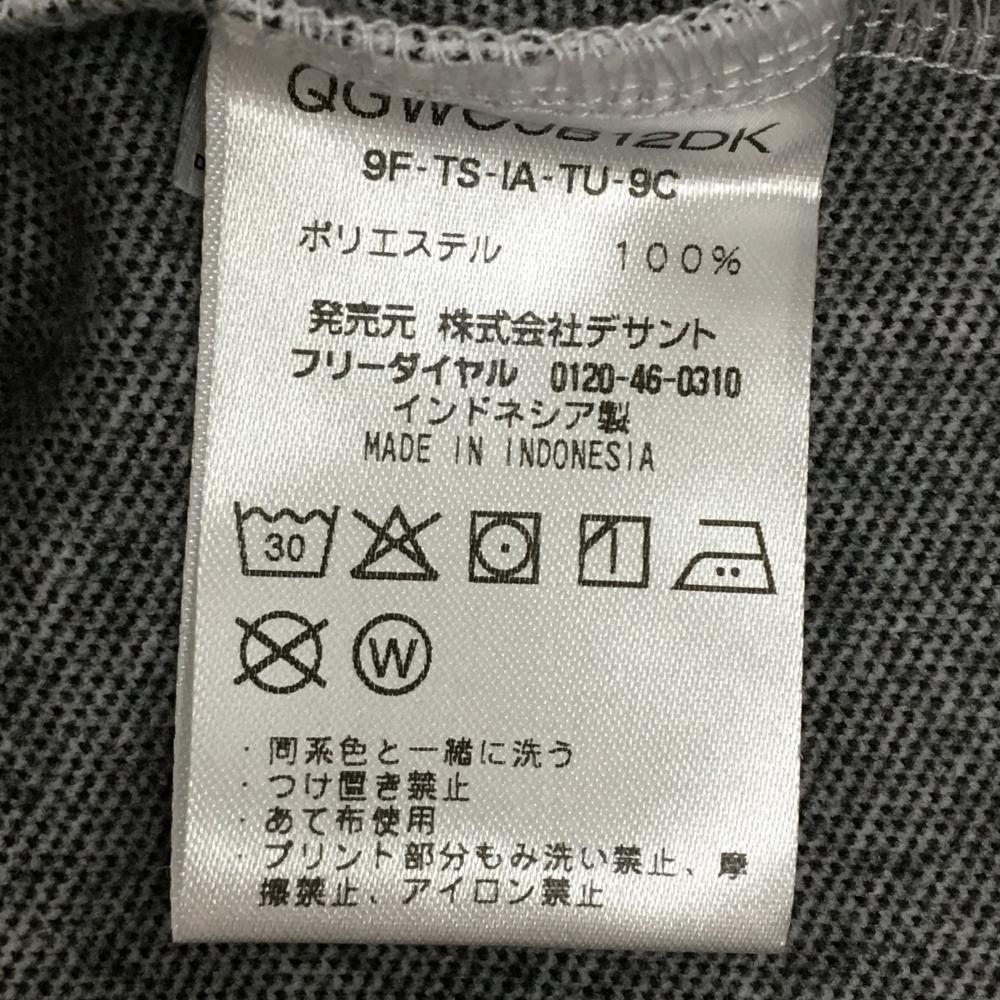 9F-TS-IA-TU-9C
ポリエステル 100%
発売元 株式会社デサント
フリーダイヤル 0120-46-0310
インドネシア製
MADE IN INDONESIA
30
W
・同系色と一緒に洗う
・つけ置き禁止
・あて布使用
・プリント部分もみ洗い禁止、摩
擦禁止、アイロン禁止